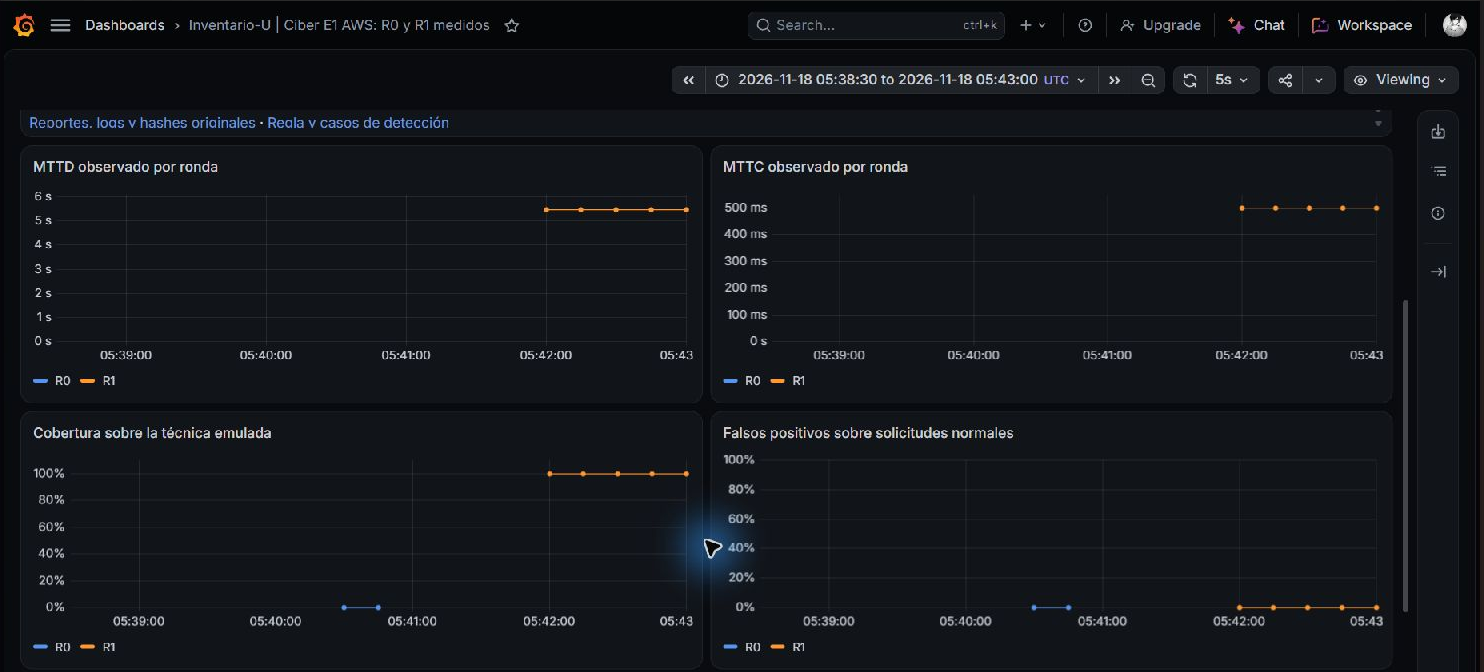 Dashboards › Inventario-U | Ciber E1 AWS: R0 y R1 medidos
Search... ctrl+k
Upgrade
Chat
Workspace
2026-11-18 05:38:30 to 2026-11-18 05:43:00 UTC
5s
Viewing
Reportes, logs y hashes originales · Regla y casos de detección
MTTD observado por ronda
6 s
5 s
4 s
3 s
2 s
1 s
0 s
05:39:00 05:40:00 05:41:00 05:42:00 05:43
R0 R1
MTTC observado por ronda
500 ms
400 ms
300 ms
200 ms
100 ms
0 s
05:39:00 05:40:00 05:41:00 05:42:00 05:43
R0 R1
Cobertura sobre la técnica emulada
100%
80%
60%
40%
20%
0%
05:39:00 05:40:00 05:41:00 05:42:00 05:43
R0 R1
Falsos positivos sobre solicitudes normales
100%
80%
60%
40%
20%
0%
05:39:00 05:40:00 05:41:00 05:42:00 05:43
R0 R1